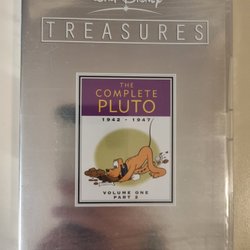 Walt Disney
TREASURES
THE
COMPLETE
PLUTO
1942 - 1947
VOLUME ONE
PART 2